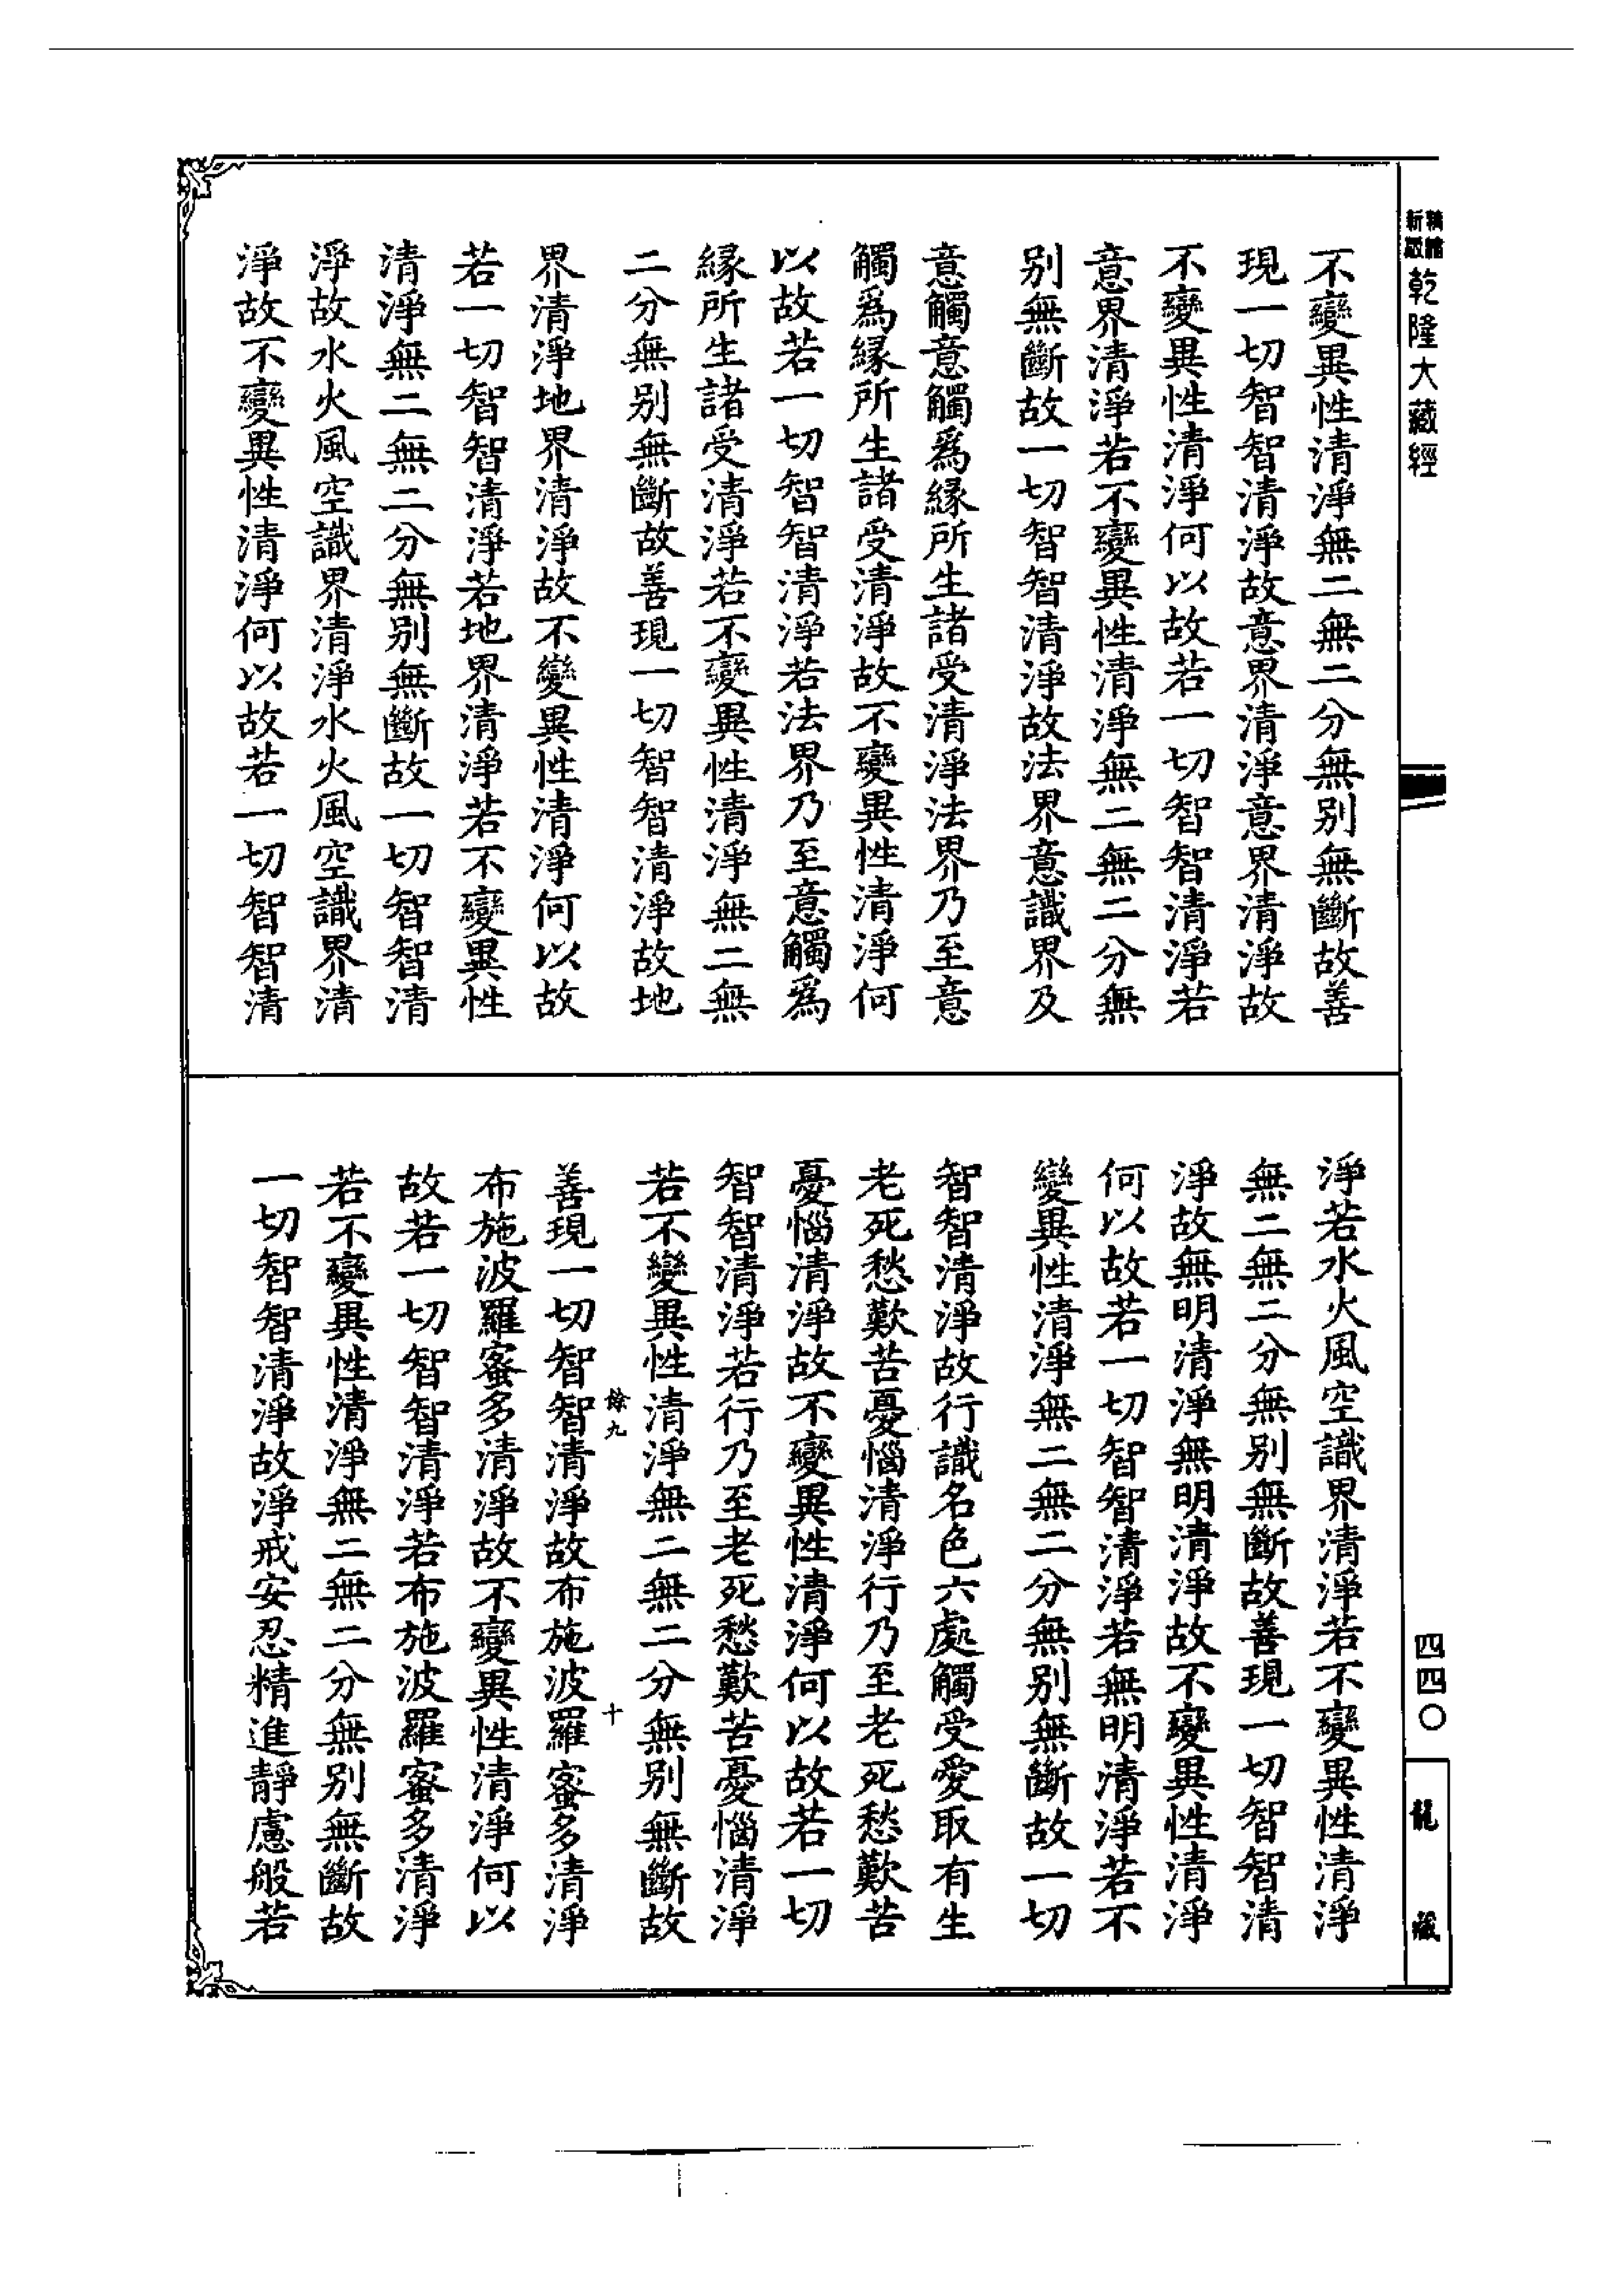 新縮
精緻
乾隆大藏經
不變異性清淨無二無二分無別無斷故善
現一切智智清淨故意界清淨意界清淨故
不變異性清淨何以故若一切智智清淨若
意界清淨若不變異性清淨無二無二分無
別無斷故一切智智清淨故法界意識界及
意觸意觸爲緣所生諸受清淨法界乃至意
觸爲緣所生諸受清淨故不變異性清淨何
以故若一切智智清淨若法界乃至意觸爲
緣所生諸受清淨若不變異性清淨無二無
二分無別無斷故善現一切智智清淨故地
界清淨地界清淨故不變異性清淨何以故
若一切智智清淨若地界清淨若不變異性
清淨無二無二分無別無斷故一切智智清
淨故水火風空識界清淨水火風空識界清
淨故不變異性清淨何以故若一切智智清
淨若水火風空識界清淨若不變異性清淨
無二無二分無別無斷故善現一切智智清
淨故無明清淨無明清淨故不變異性清淨
何以故若一切智智清淨若無明清淨若不
變異性清淨無二無二分無別無斷故一切
智智清淨故行識名色六處觸受愛取有生
老死愁歎苦憂惱清淨行乃至老死愁歎苦
憂惱清淨故不變異性清淨何以故若一切
智智清淨若行乃至老死愁歎苦憂惱清淨
若不變異性清淨無二無二分無別無斷故
餘九 十
善現一切智智清淨故布施波羅蜜多清淨
布施波羅蜜多清淨故不變異性清淨何以
故若一切智智清淨若布施波羅蜜多清淨
若不變異性清淨無二無二分無別無斷故
一切智智清淨故淨戒安忍精進靜慮般若
四四〇
龍藏